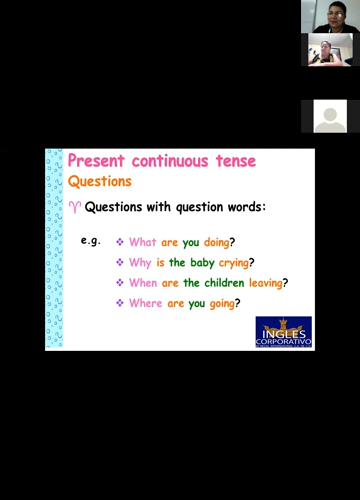 Present continuous tense
Questions
Questions with question words:
e.g.
What are you doing?
Why is the baby crying?
When are the children leaving?
Where are you going?
INGLES
CORPORATIVO